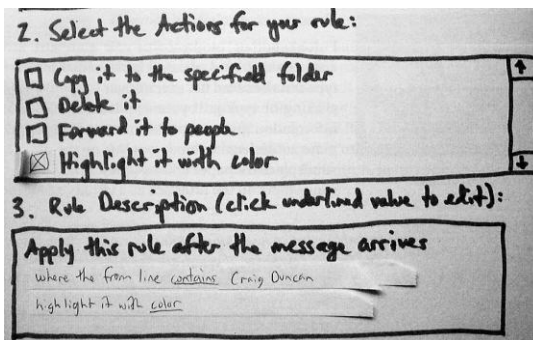 2. Select the Actions for your rule:
Copy it to the specified folder
Delete it
Forward it to people
Highlight it with color
3. Rule Description (click underlined value to edit):
Apply this rule after the message arrives
where the from line contains Craig Duncan
highlight it with color